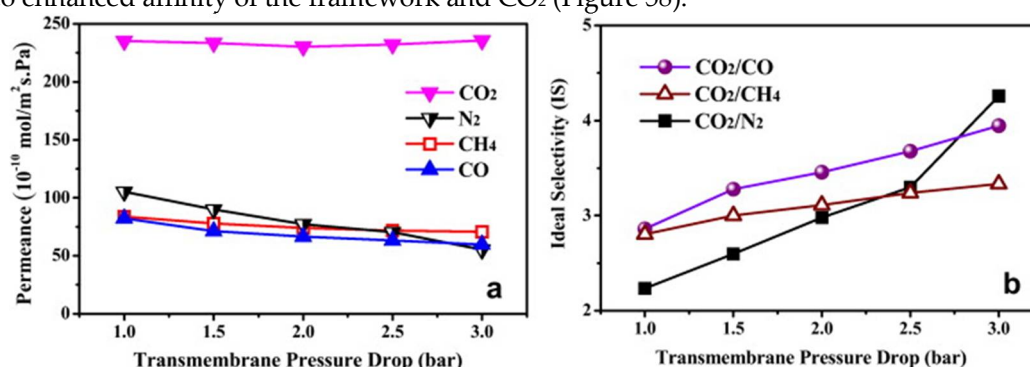 enhanced affinity of the framework and CO₂ (Figure 58).
250
200
150
100
50
0
1.0 1.5 2.0 2.5 3.0
Permeance (10⁻¹⁰ mol/m² s.Pa)
Transmembrane Pressure Drop (bar)
CO₂
N₂
CH₄
CO
a
5
4
3
2
1.0 1.5 2.0 2.5 3.0
Ideal Selectivity (IS)
Transmembrane Pressure Drop (bar)
CO₂/CO
CO₂/CH₄
CO₂/N₂
b